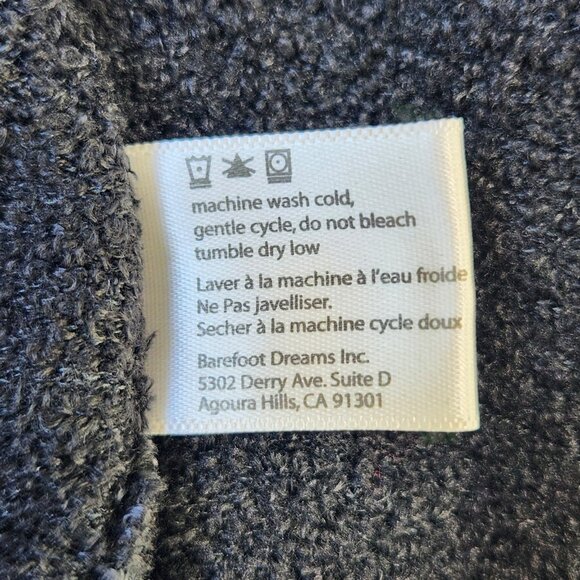 machine wash cold,
gentle cycle, do not bleach
tumble dry low
Laver à la machine à l'eau froide
Ne Pas javelliser.
Secher à la machine cycle doux
Barefoot Dreams Inc.
5302 Derry Ave. Suite D
Agoura Hills, CA 91301